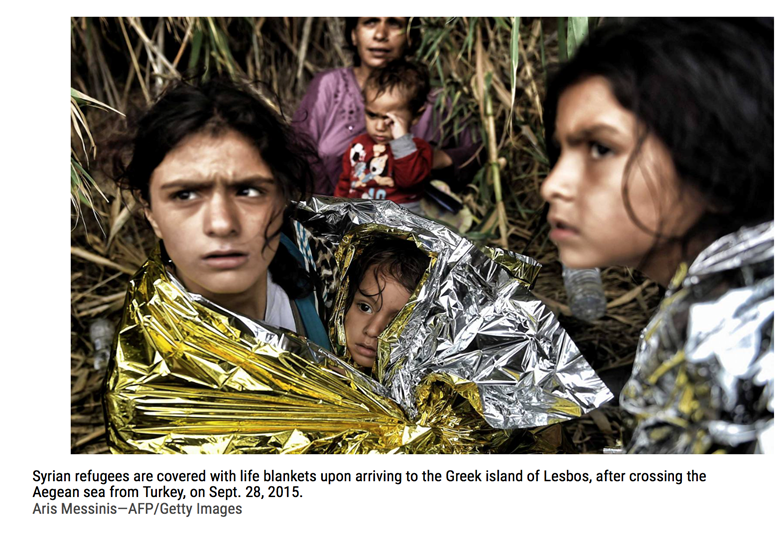 Syrian refugees are covered with life blankets upon arriving to the Greek island of Lesbos, after crossing the
Aegean sea from Turkey, on Sept. 28, 2015.
Aris Messinis—AFP/Getty Images